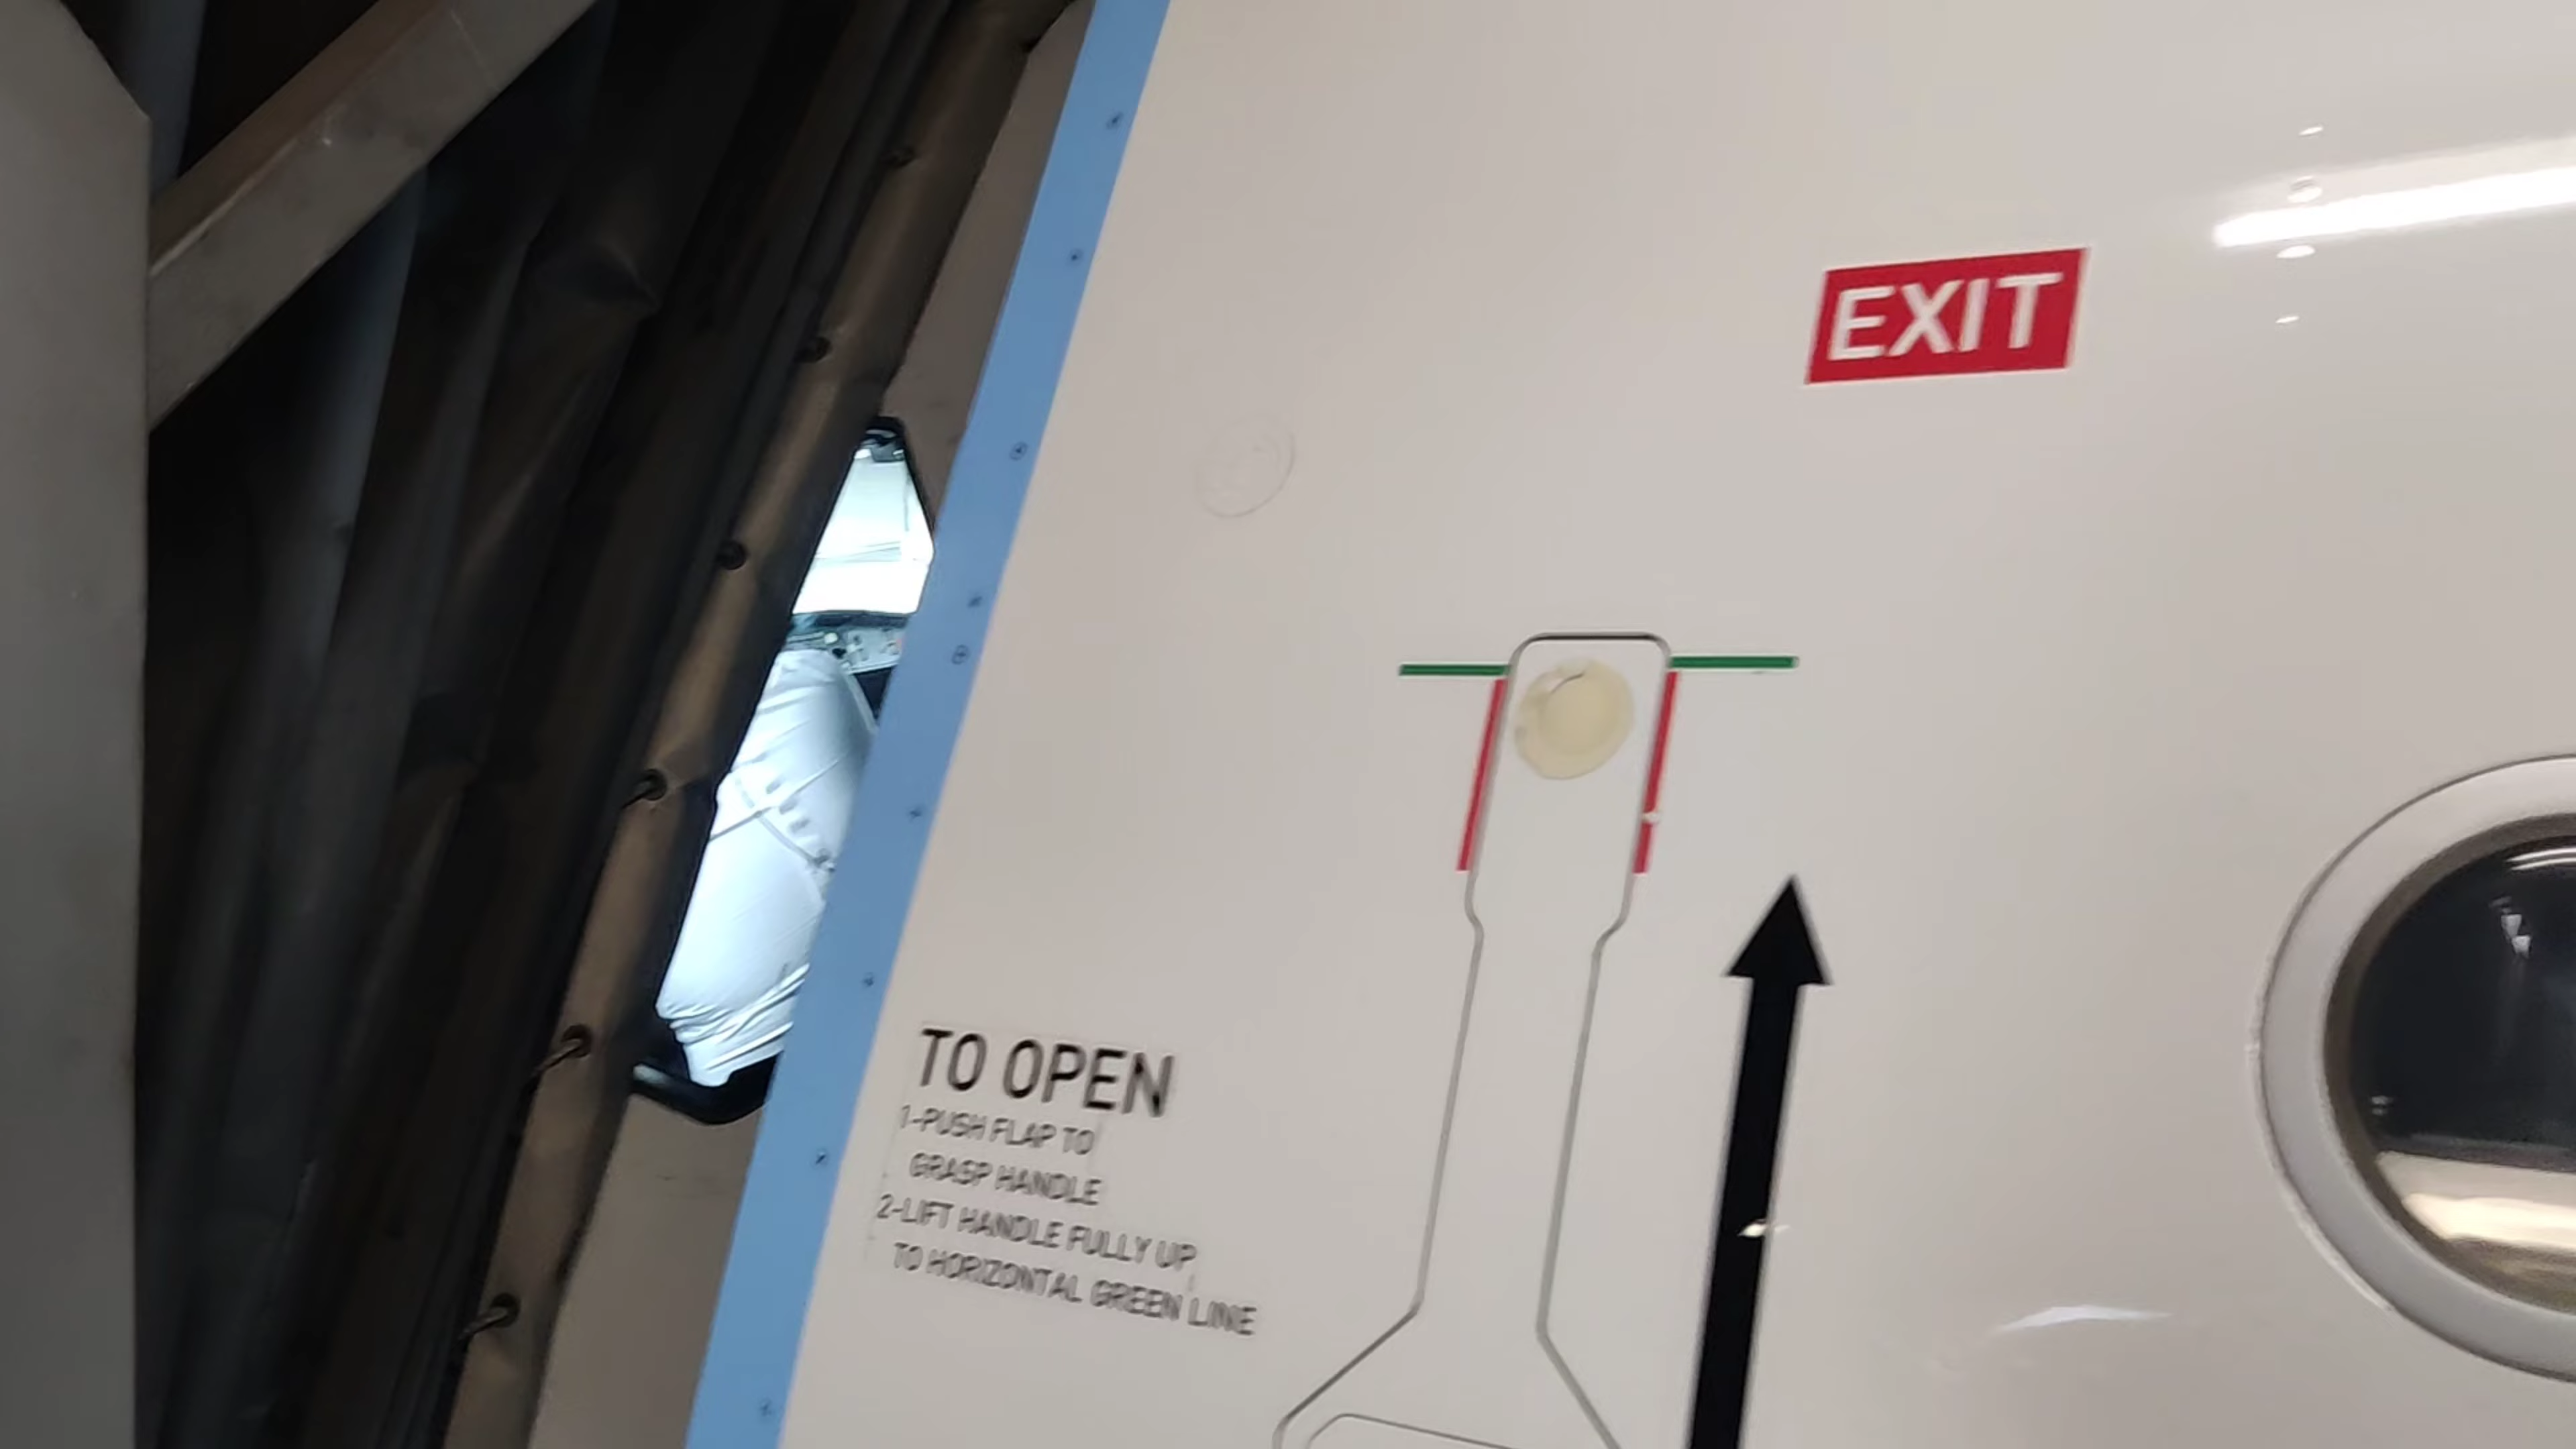 EXIT
TO OPEN
1-PUSH FLAP TO
GRASP HANDLE
2-LIFT HANDLE FULLY UP
TO HORIZONTAL GREEN LINE